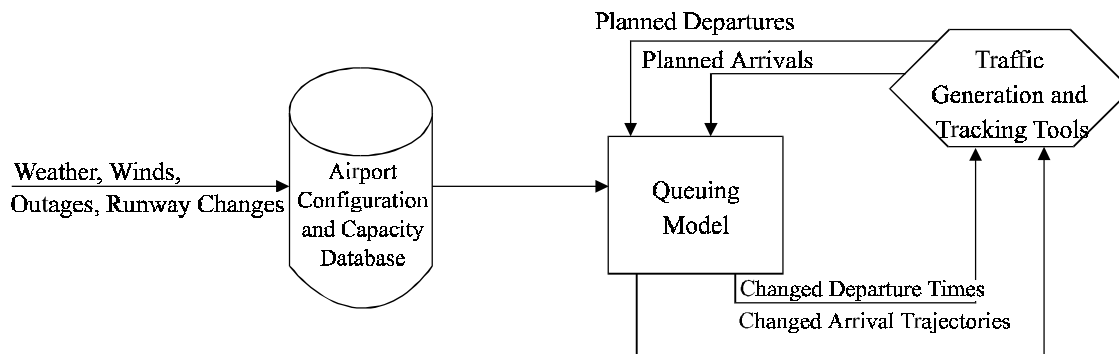 Planned Departures
Planned Arrivals
Traffic
Generation and
Tracking Tools
Weather, Winds,
Outages, Runway Changes
Airport
Configuration
and Capacity
Database
Queuing
Model
Changed Departure Times
Changed Arrival Trajectories